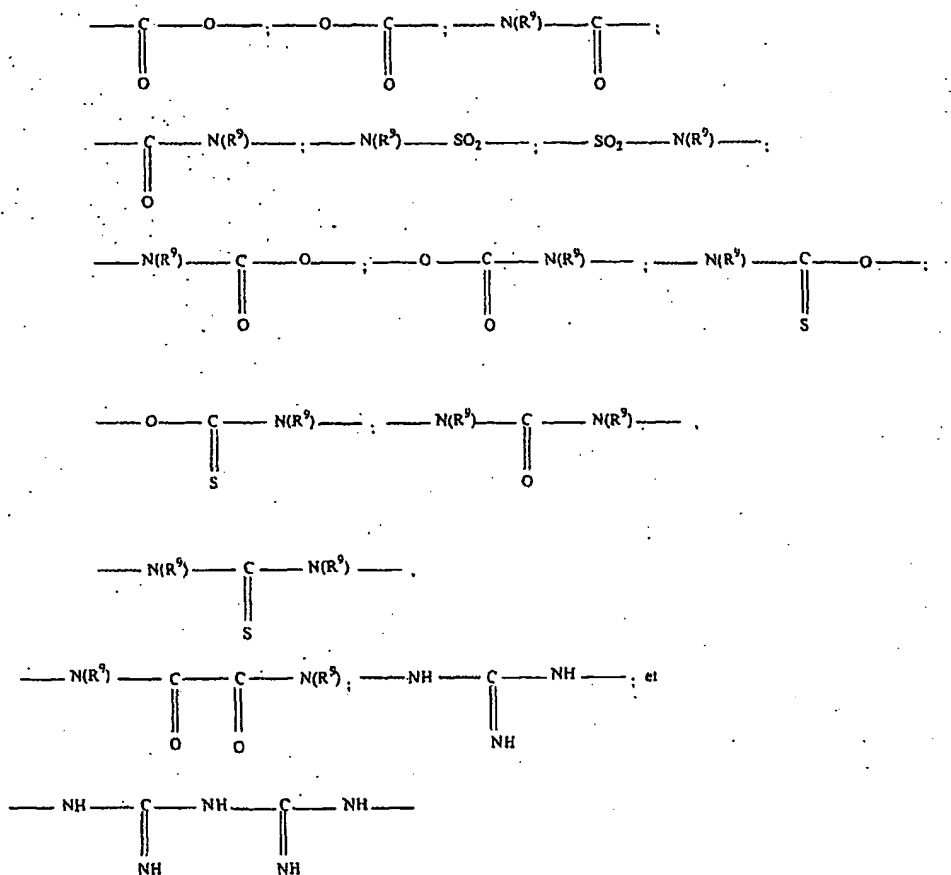 — C — O — ; — O — C — ; — N(R⁹) — C — ;
O O O
— C — N(R⁹) — ; — N(R⁹) — SO₂ — ; — SO₂ — N(R⁹) — ;
O
— N(R⁹) — C — O — ; — O — C — N(R⁹) — ; — N(R⁹) — C — O — ;
O O S
— O — C — N(R⁹) — ; — N(R⁹) — C — N(R⁹) — ,
S O
— N(R⁹) — C — N(R⁹) — ,
S
— N(R⁹) — C — C — N(R⁹) ; — NH — C — NH — ; et
O O NH
— NH — C — NH — C — NH —
NH NH